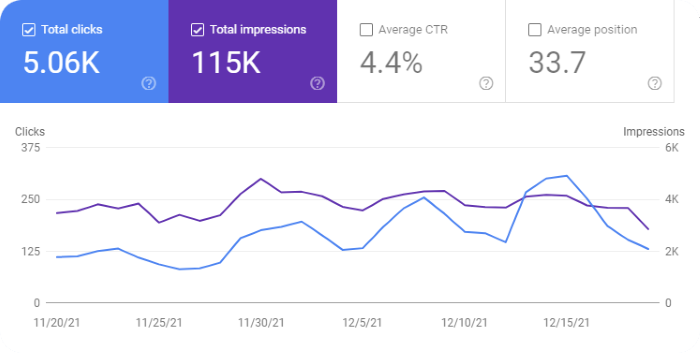 Total clicks
5.06K
Total impressions
115K
Average CTR
4.4%
Average position
33.7
Clicks
Impressions
375
6K
250
4K
125
2K
0
0
11/20/21
11/25/21
11/30/21
12/5/21
12/10/21
12/15/21